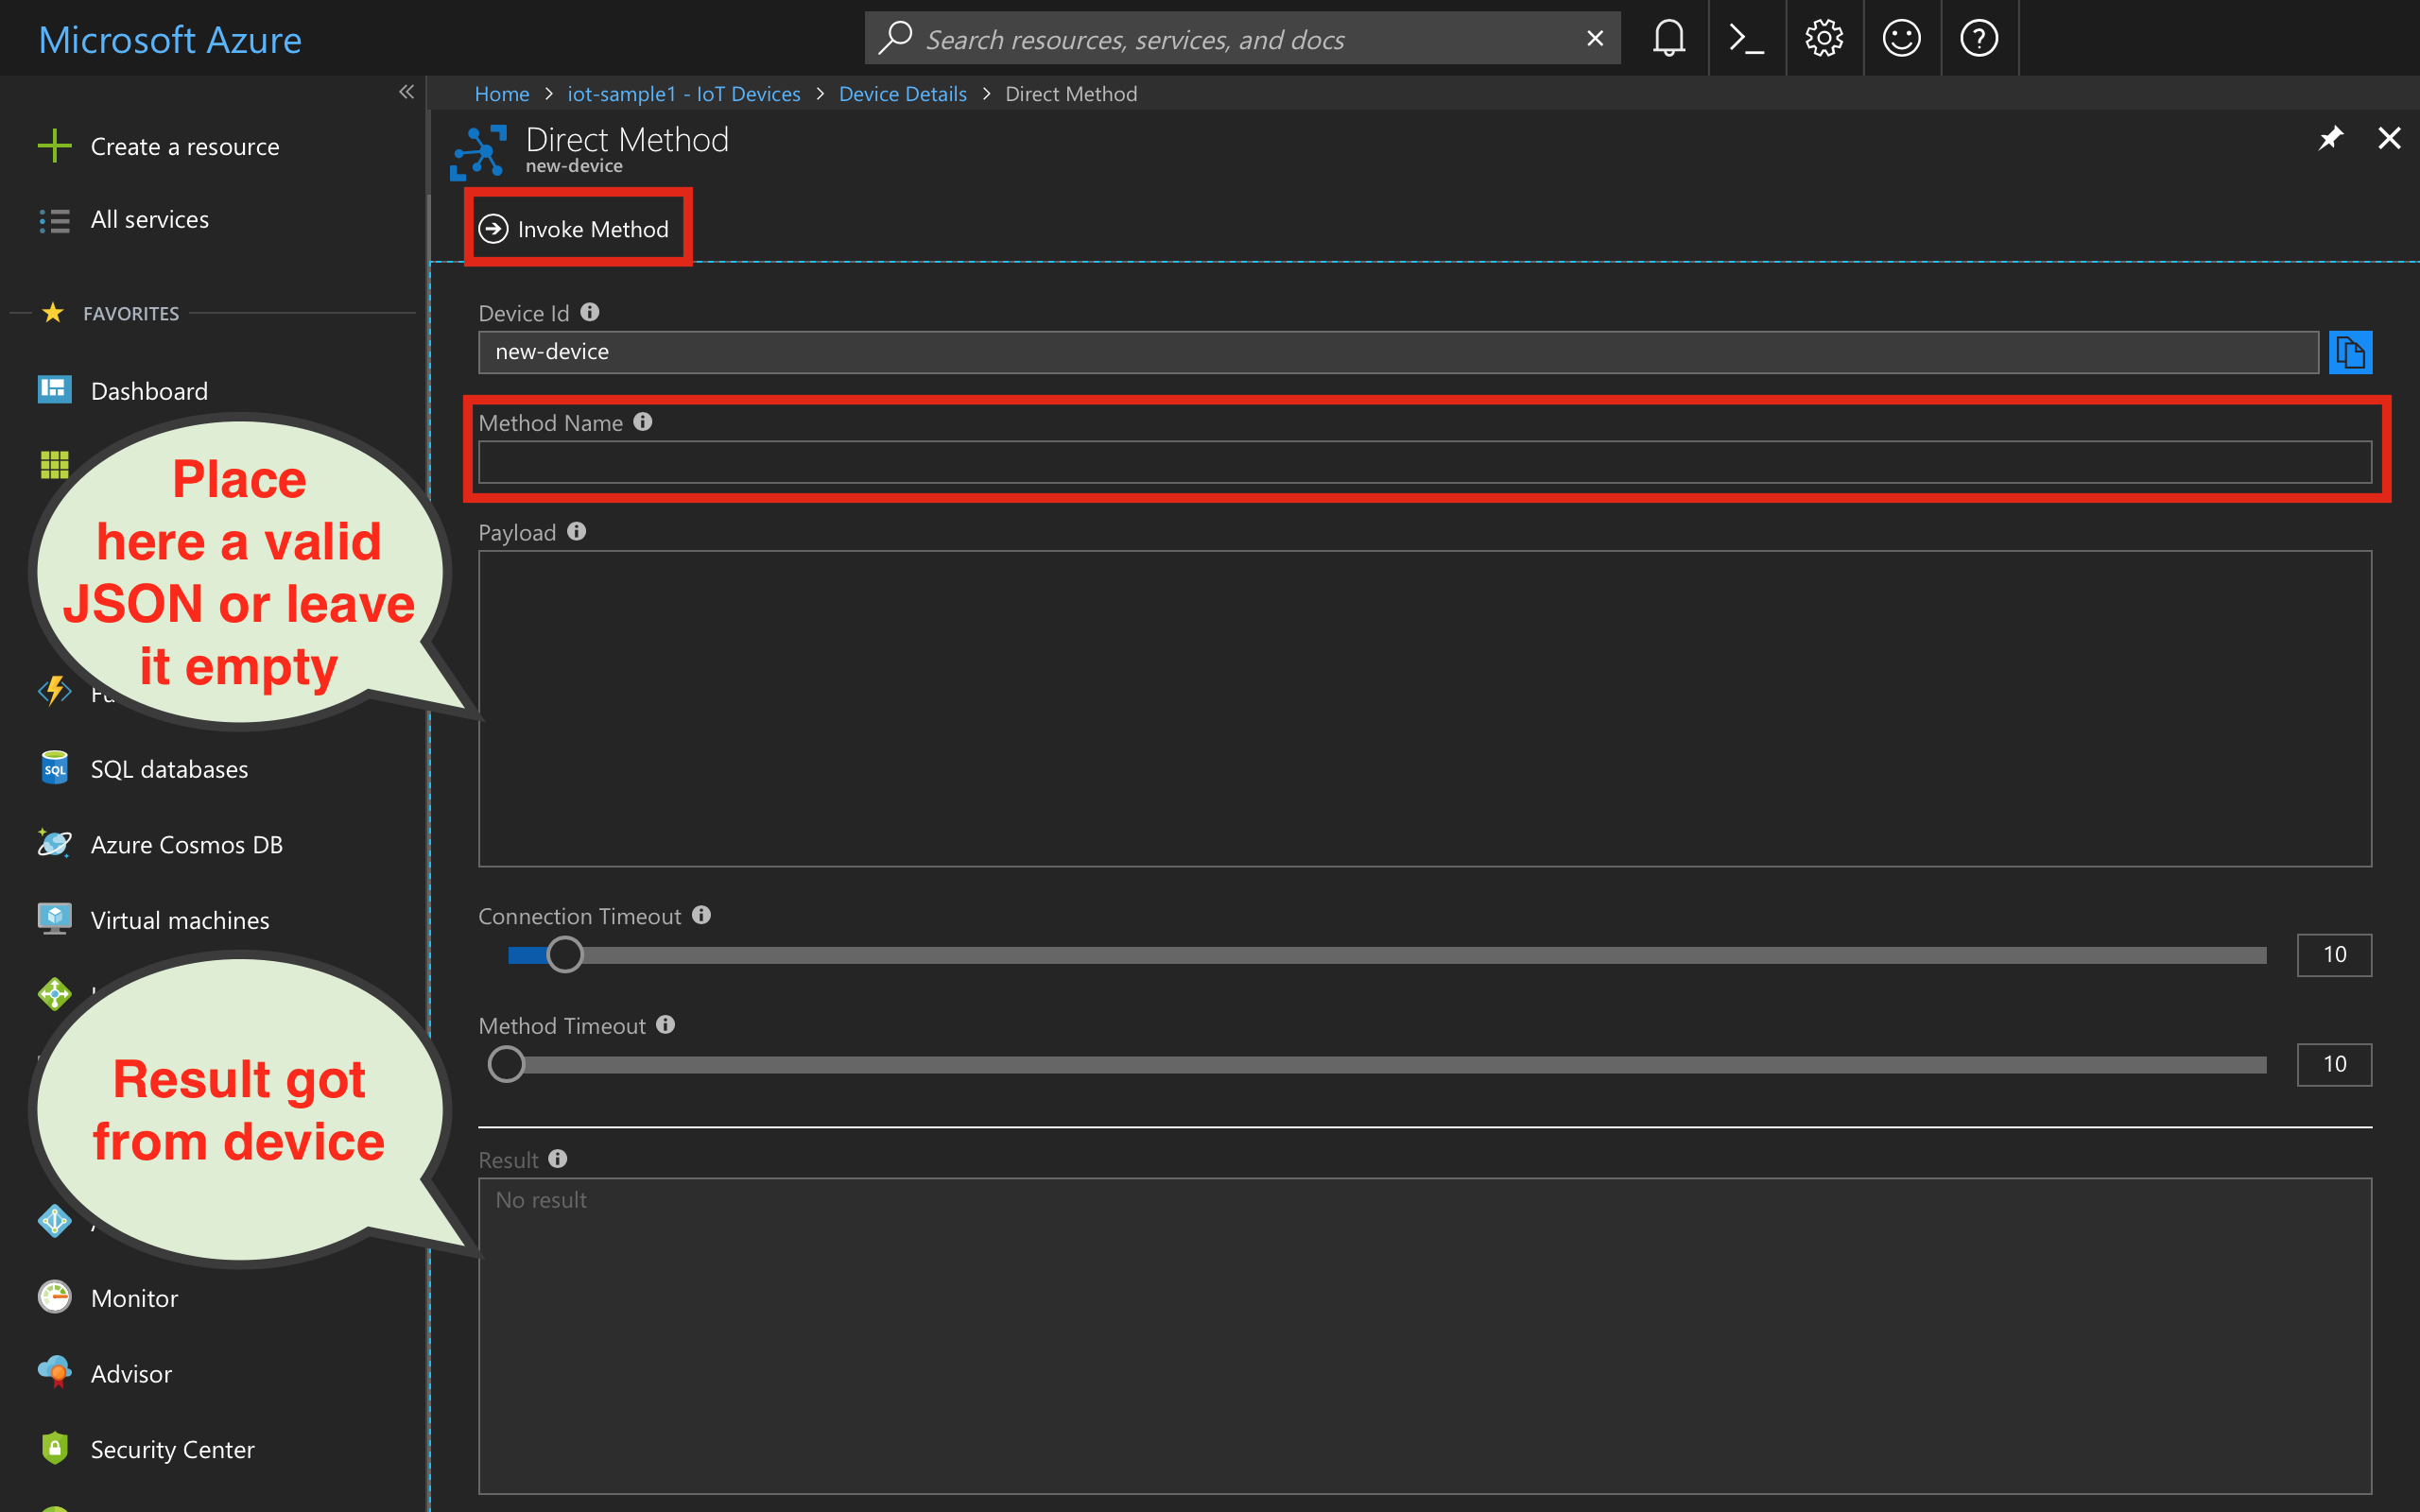 Microsoft Azure
Search resources, services, and docs
Home > iot-sample1 - IoT Devices > Device Details > Direct Method
Create a resource
All services
FAVORITES
Dashboard
SQL
SQL databases
Azure Cosmos DB
Virtual machines
Monitor
Advisor
Security Center
Place
here a valid
JSON or leave
it empty
Result got
from device
Direct Method
new-device
Invoke Method
Device Id
new-device
Method Name
Payload
Connection Timeout
10
Method Timeout
10
Result
No result